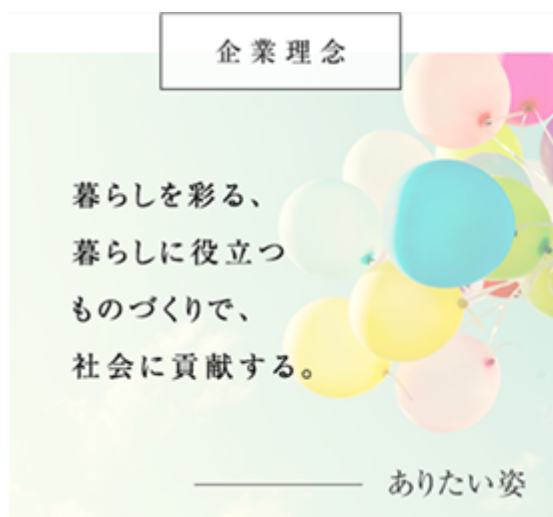 企業理念
暮らしを彩る、
暮らしに役立つ
ものづくりで、
社会に貢献する。
ありたい姿